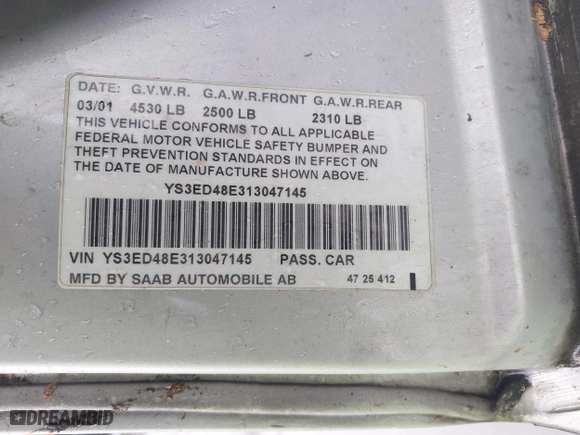 DATE: G.V.W.R. G.A.W.R.FRONT G.A.W.R.REAR
03/01 4530 LB 2500 LB 2310 LB
THIS VEHICLE CONFORMS TO ALL APPLICABLE
FEDERAL MOTOR VEHICLE SAFETY BUMPER AND
THEFT PREVENTION STANDARDS IN EFFECT ON
THE DATE OF MANUFACTURE SHOWN ABOVE.
YS3ED48E313047145
VIN YS3ED48E313047145 PASS. CAR
MFD BY SAAB AUTOMOBILE AB 47 25 412
DREAMBID